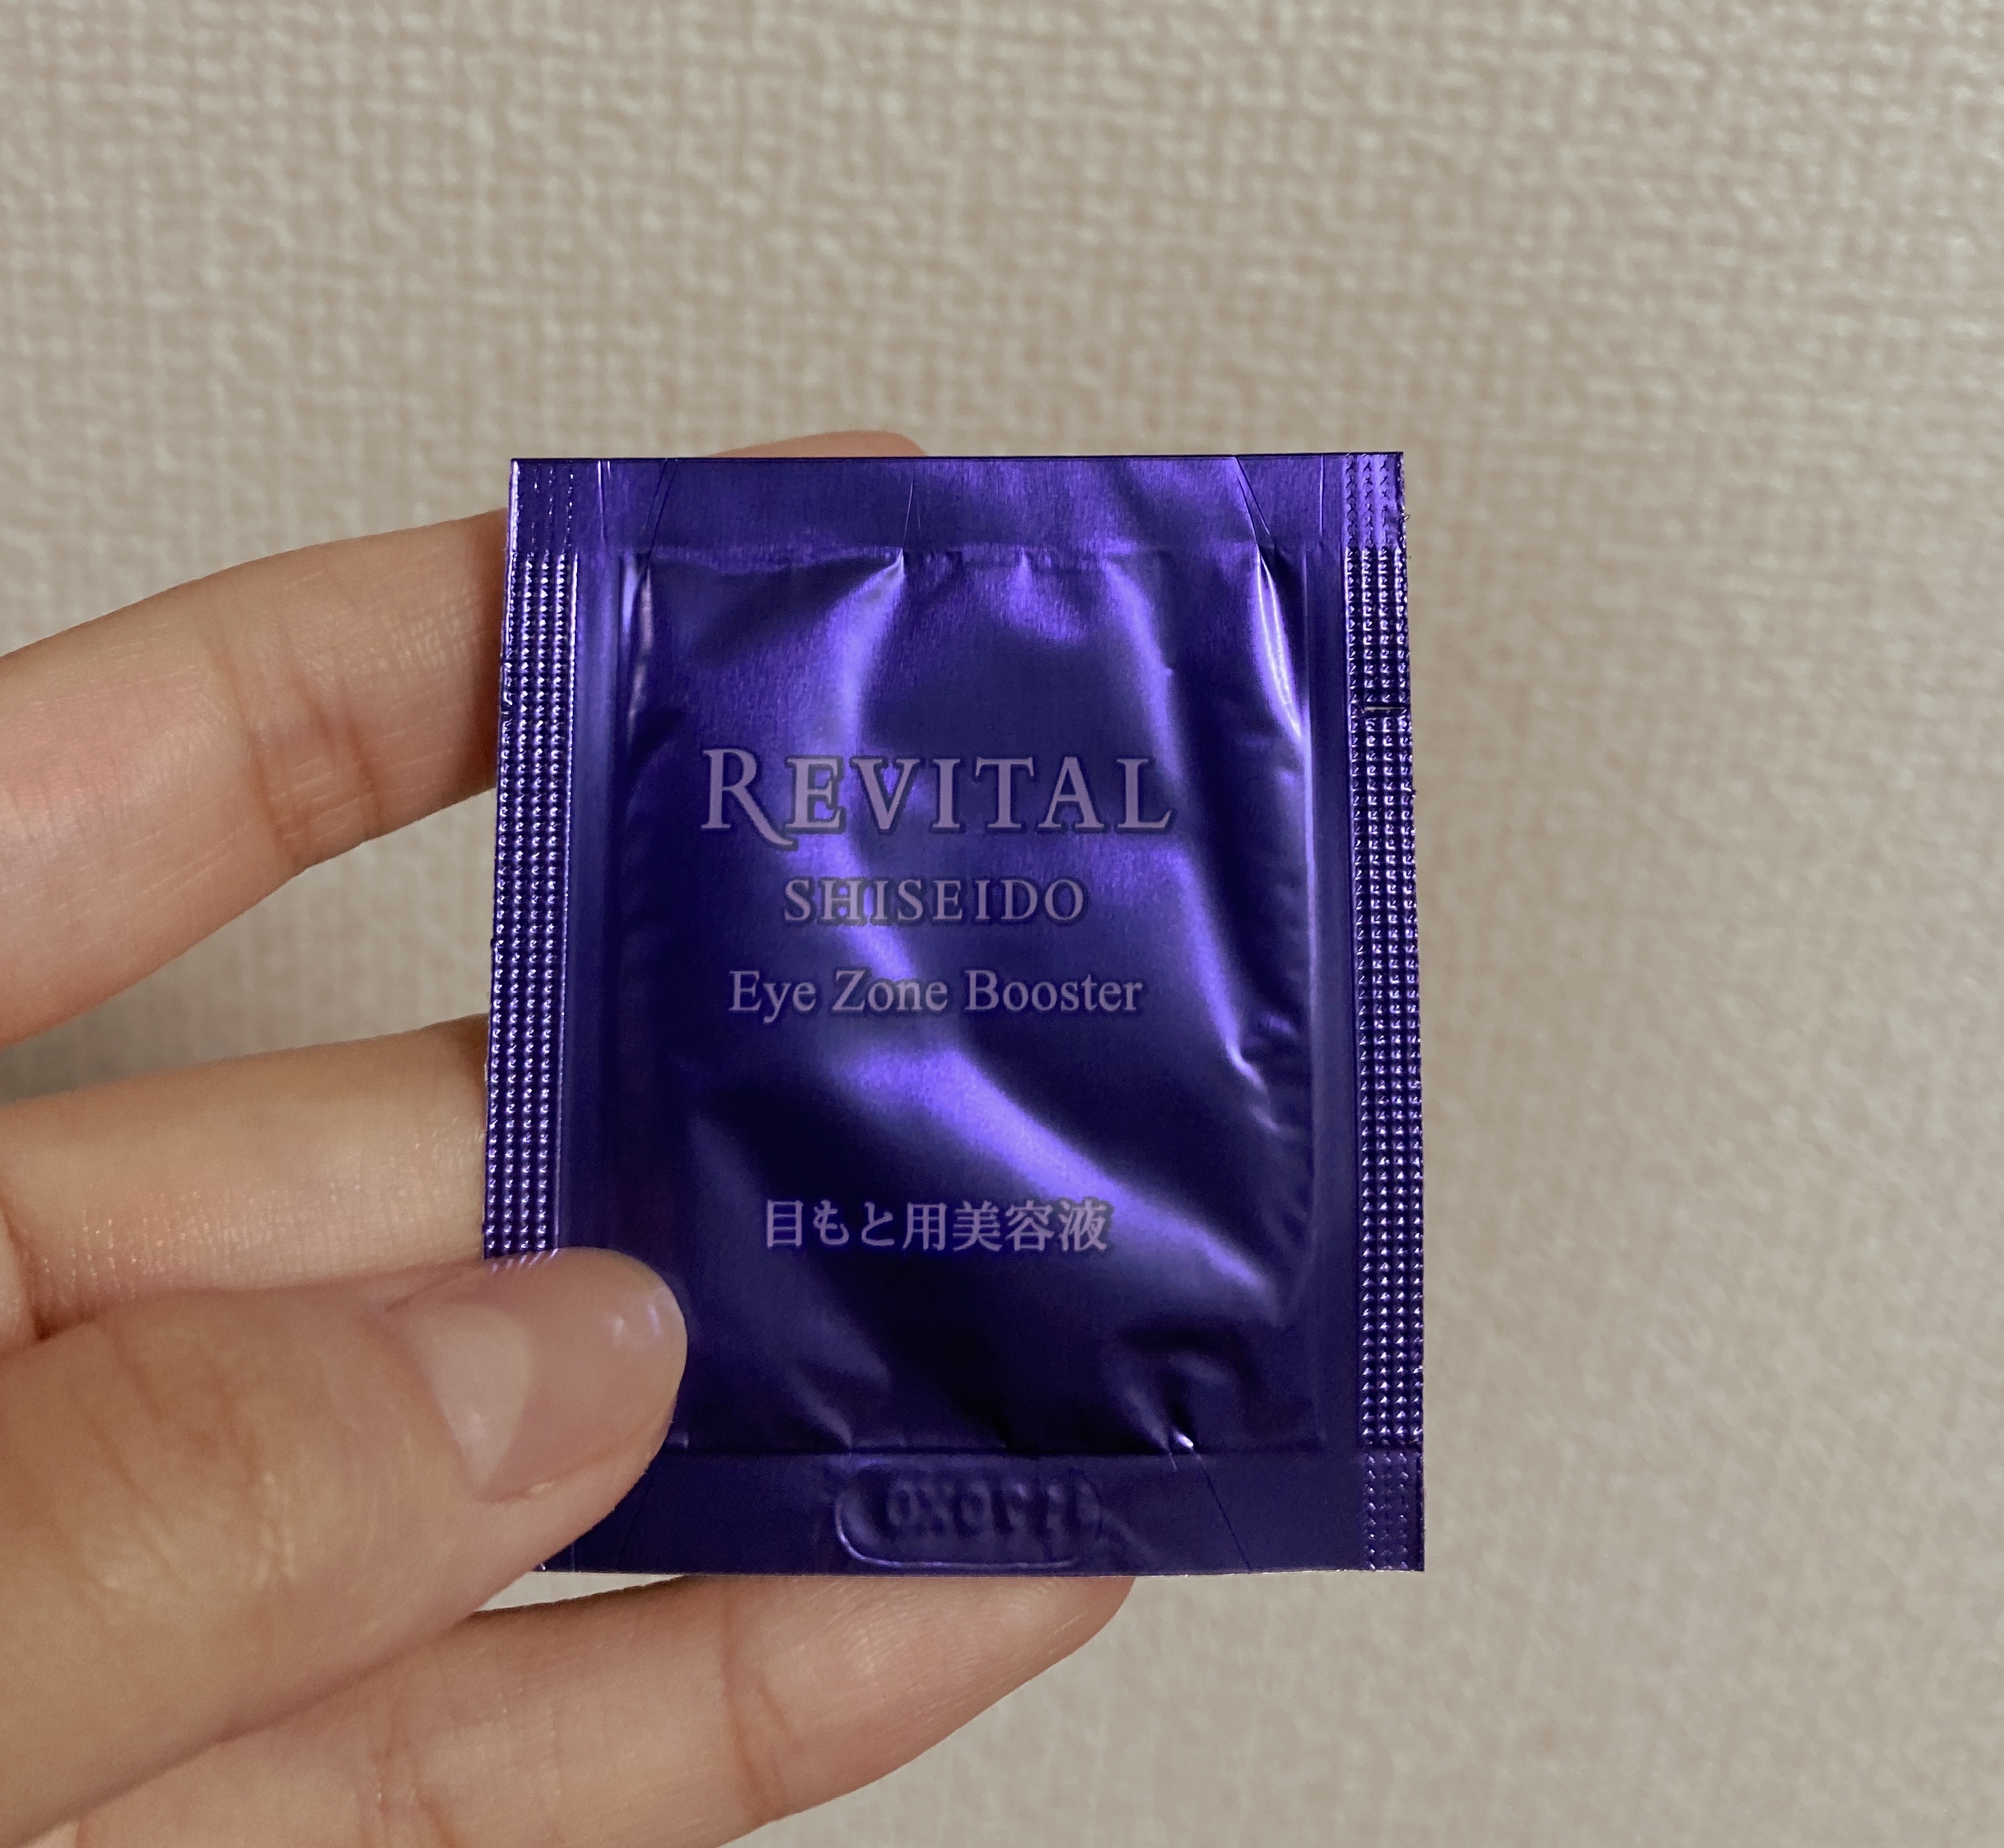 REVITAL
SHISEIDO
Eye Zone Booster
目もと用美容液